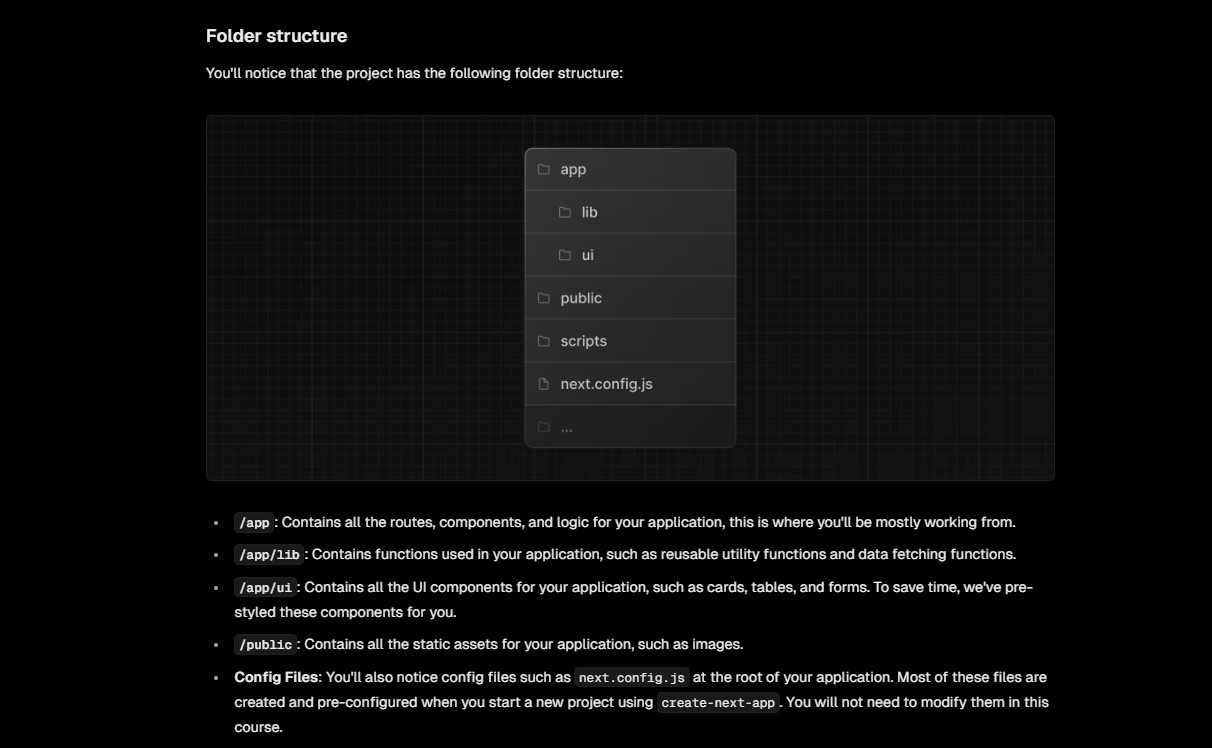 Folder structure
You'll notice that the project has the following folder structure:
app
lib
ui
public
scripts
next.config.js
...
/app: Contains all the routes, components, and logic for your application, this is where you'll be mostly working from.
/app/lib: Contains functions used in your application, such as reusable utility functions and data fetching functions.
/app/ui: Contains all the UI components for your application, such as cards, tables, and forms. To save time, we've pre-
styled these components for you.
/public: Contains all the static assets for your application, such as images.
Config Files: You'll also notice config files such as next.config.js at the root of your application. Most of these files are
created and pre-configured when you start a new project using create-next-app. You will not need to modify them in this
course.